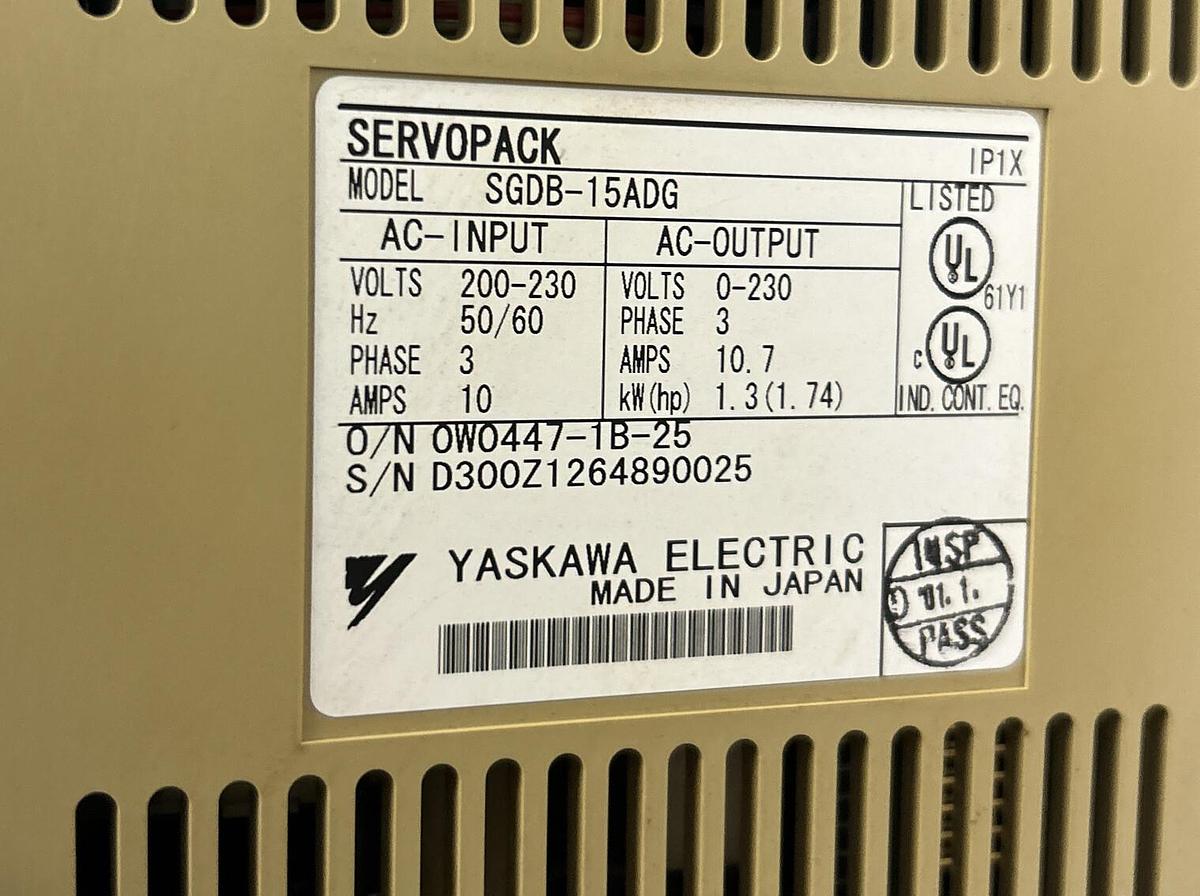 SERVOPACK
IP1X
MODEL SGDB-15ADG
LISTED
AC-INPUT AC-OUTPUT
VOLTS 200-230 VOLTS 0-230
Hz 50/60 PHASE 3
PHASE 3 AMPS 10.7
AMPS 10 kW(hp) 1.3(1.74)
UL
61Y1
C UL
IND. CONT. EQ.
O/N 0W0447-1B-25
S/N D300Z1264890025
YASKAWA ELECTRIC
MADE IN JAPAN
INSP
'01.1.
PASS